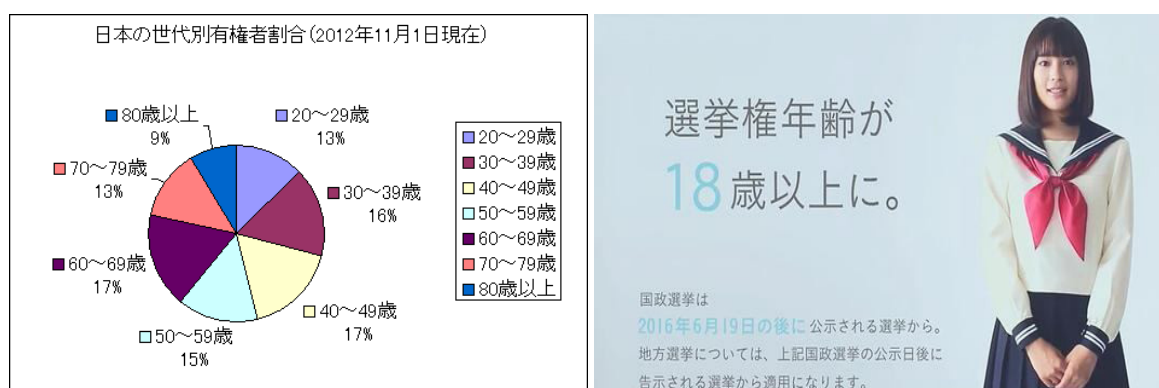 日本の世代別有権者割合(2012年11月1日現在)
80歳以上
9%
20～29歳
13%
70～79歳
13%
30～39歳
16%
60～69歳
17%
40～49歳
17%
50～59歳
15%
20～29歳
30～39歳
40～49歳
50～59歳
60～69歳
70～79歳
80歳以上
選挙権年齢が
18歳以上に。
国政選挙は
2016年6月19日の後に公示される選挙から。
地方選挙については、上記国政選挙の公示日後に
告示される選挙から適用になります。